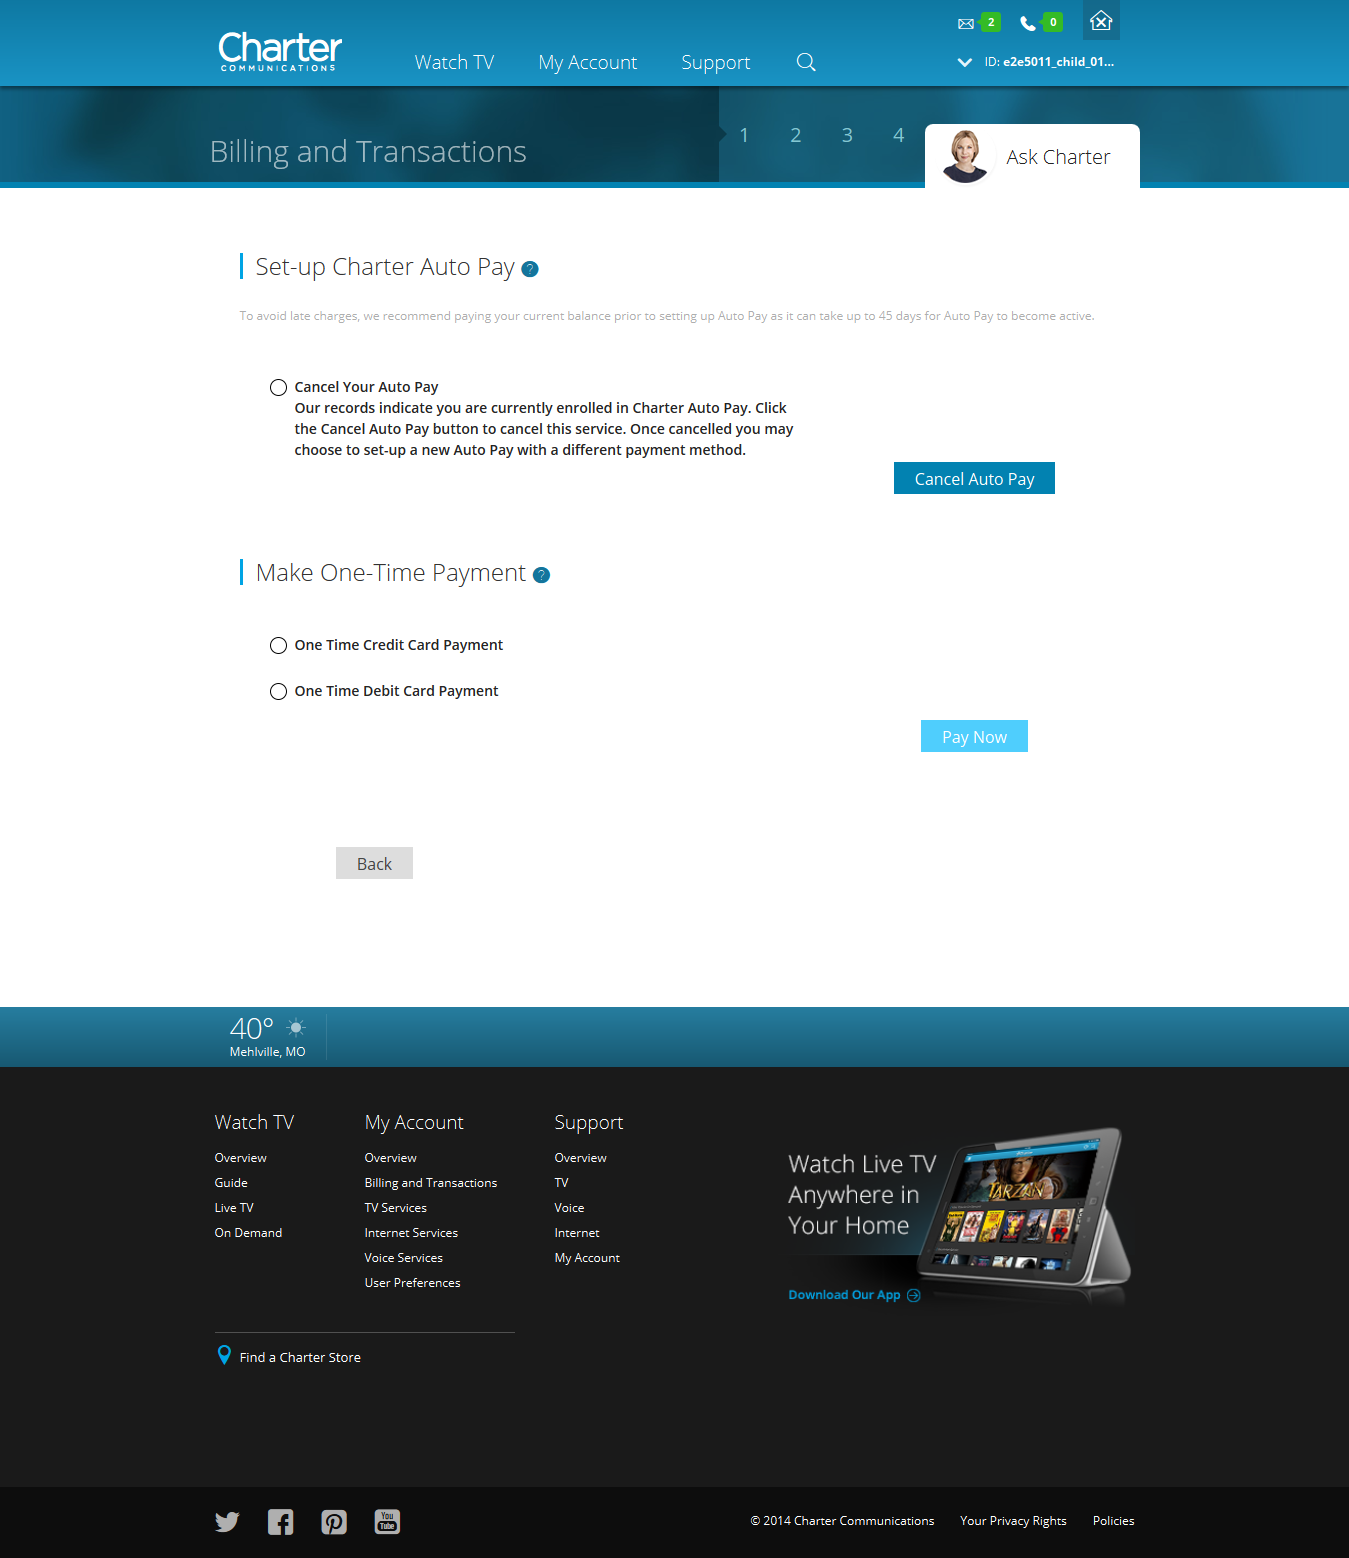 2
0
Charter
COMMUNICATIONS
Watch TV
My Account
Support
ID: e2e5011_child_01...
Billing and Transactions
1
2
3
4
Ask Charter
Set-up Charter Auto Pay ?
To avoid late charges, we recommend paying your current balance prior to setting up Auto Pay as it can take up to 45 days for Auto Pay to become active.
Cancel Your Auto Pay
Our records indicate you are currently enrolled in Charter Auto Pay. Click
the Cancel Auto Pay button to cancel this service. Once cancelled you may
choose to set-up a new Auto Pay with a different payment method.
Cancel Auto Pay
Make One-Time Payment ?
One Time Credit Card Payment
One Time Debit Card Payment
Pay Now
Back
40°
Mehlville, MO
Watch TV
Overview
Guide
Live TV
On Demand
My Account
Overview
Billing and Transactions
TV Services
Internet Services
Voice Services
User Preferences
Support
Overview
TV
Voice
Internet
My Account
Watch Live TV
Anywhere in
Your Home
TARZAN
Download Our App
Find a Charter Store
You
Tube
© 2014 Charter Communications
Your Privacy Rights
Policies